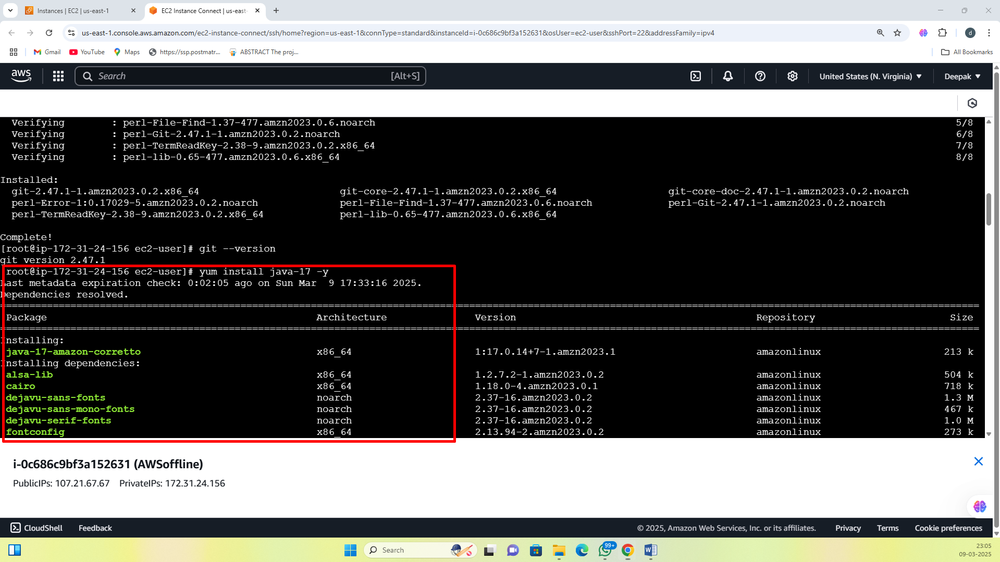 Instances | EC2 | us-east-1
EC2 Instance Connect | us-east-
us-east-1.console.aws.amazon.com/ec2-instance-connect/ssh/home?region=us-east-1&connType=standard&instanceId=i-0c686c9bf3a152631&osUser=ec2-user&sshPort=22&addressFamily=ipv4
d
Gmail YouTube Maps https://ssp.postmatr... ABSTRACT The proj... All Bookmarks
aws Search [Alt+S] United States (N. Virginia) Deepak
Verifying : perl-File-Find-1.37-477.amzn2023.0.6.noarch 5/8
Verifying : perl-Git-2.47.1-1.amzn2023.0.2.noarch 6/8
Verifying : perl-TermReadKey-2.38-9.amzn2023.0.2.x86_64 7/8
Verifying : perl-lib-0.65-477.amzn2023.0.6.x86_64 8/8
Installed:
git-2.47.1-1.amzn2023.0.2.x86_64 git-core-2.47.1-1.amzn2023.0.2.x86_64 git-core-doc-2.47.1-1.amzn2023.0.2.noarch
perl-Error-1:0.17029-5.amzn2023.0.2.noarch perl-File-Find-1.37-477.amzn2023.0.6.noarch perl-Git-2.47.1-1.amzn2023.0.2.noarch
perl-TermReadKey-2.38-9.amzn2023.0.2.x86_64 perl-lib-0.65-477.amzn2023.0.6.x86_64
Complete!
[root@ip-172-31-24-156 ec2-user]# git --version
git version 2.47.1
[root@ip-172-31-24-156 ec2-user]# yum install java-17 -y
Last metadata expiration check: 0:02:05 ago on Sun Mar  9 17:33:16 2025.
Dependencies resolved.
Package Architecture Version Repository Size
Installing:
java-17-amazon-corretto x86_64 1:17.0.14+7-1.amzn2023.1 amazonlinux 213 k
Installing dependencies:
alsa-lib x86_64 1.2.7.2-1.amzn2023.0.2 amazonlinux 504 k
cairo x86_64 1.18.0-4.amzn2023.0.1 amazonlinux 718 k
dejavu-sans-fonts noarch 2.37-16.amzn2023.0.2 amazonlinux 1.3 M
dejavu-sans-mono-fonts noarch 2.37-16.amzn2023.0.2 amazonlinux 467 k
dejavu-serif-fonts noarch 2.37-16.amzn2023.0.2 amazonlinux 1.0 M
fontconfig x86_64 2.13.94-2.amzn2023.0.2 amazonlinux 273 k
i-0c686c9bf3a152631 (AWSoffline)
PublicIPs: 107.21.67.67 PrivateIPs: 172.31.24.156
CloudShell Feedback © 2025, Amazon Web Services, Inc. or its affiliates. Privacy Terms Cookie preferences
Search 99+ 23:05
09-03-2025